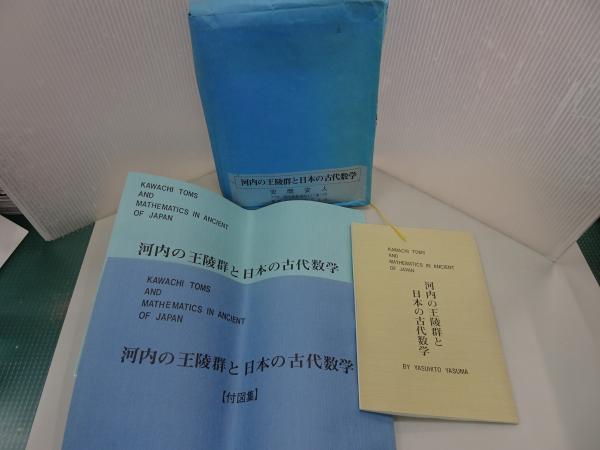 河内の王陵群と日本の古代数学
KAWACHI TOMS
AND
MATHEMATICS IN ANCIENT
OF JAPAN
河内の王陵群と日本の古代数学
KAWACHI TOMS
AND
MATHEMATICS IN ANCIENT
OF JAPAN
河内の王陵群と日本の古代数学
【付図集】
KAWACHI TOMS
AND
MATHEMATICS IN ANCIENT
OF JAPAN
河内の王陵群と
日本の古代数学
BY YASUHITO YASUMA